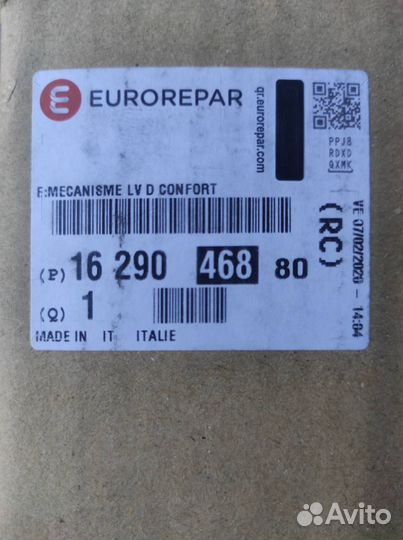 EUROREPAR
qr.eurorepar.com
PPJ8
RDXD
QXMK
E:MECANISME LV D CONFORT
(P) 16 290 468 80
(Q) 1
(RC)
VE 07/02/2020 - 14:04
MADE IN IT ITALIE
Avito